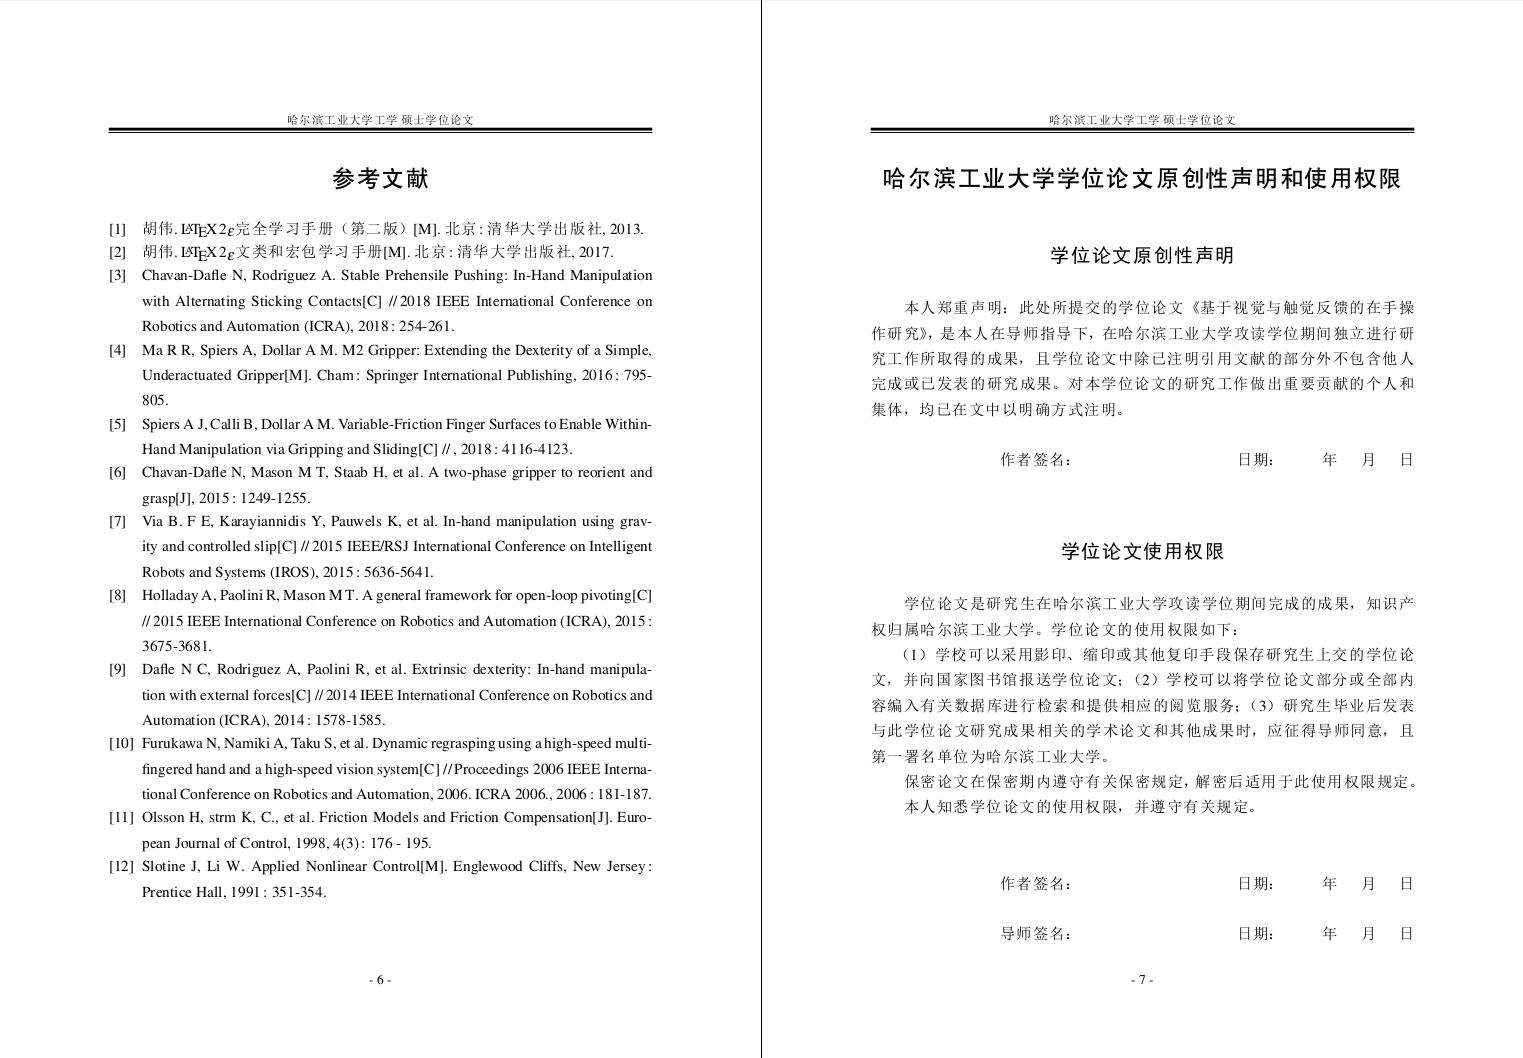 哈尔滨工业大学工学 硕士学位论文
参考文献
[1] 胡伟. LATEX 2ε完全学习手册（第二版）[M]. 北京 : 清华大学出版社, 2013.
[2] 胡伟. LATEX 2ε文类和宏包学习手册[M]. 北京 : 清华大学出版社, 2017.
[3] Chavan-Dafle N, Rodriguez A. Stable Prehensile Pushing: In-Hand Manipulation
with Alternating Sticking Contacts[C] // 2018 IEEE International Conference on
Robotics and Automation (ICRA), 2018 : 254-261.
[4] Ma R R, Spiers A, Dollar A M. M2 Gripper: Extending the Dexterity of a Simple,
Underactuated Gripper[M]. Cham : Springer International Publishing, 2016 : 795-
805.
[5] Spiers A J, Calli B, Dollar A M. Variable-Friction Finger Surfaces to Enable Within-
Hand Manipulation via Gripping and Sliding[C] // , 2018 : 4116-4123.
[6] Chavan-Dafle N, Mason M T, Staab H, et al. A two-phase gripper to reorient and
grasp[J], 2015 : 1249-1255.
[7] Via B. F E, Karayiannidis Y, Pauwels K, et al. In-hand manipulation using grav-
ity and controlled slip[C] // 2015 IEEE/RSJ International Conference on Intelligent
Robots and Systems (IROS), 2015 : 5636-5641.
[8] Holladay A, Paolini R, Mason M T. A general framework for open-loop pivoting[C]
// 2015 IEEE International Conference on Robotics and Automation (ICRA), 2015 :
3675-3681.
[9] Dafle N C, Rodriguez A, Paolini R, et al. Extrinsic dexterity: In-hand manipula-
tion with external forces[C] // 2014 IEEE International Conference on Robotics and
Automation (ICRA), 2014 : 1578-1585.
[10] Furukawa N, Namiki A, Taku S, et al. Dynamic regrasping using a high-speed multi-
fingered hand and a high-speed vision system[C] // Proceedings 2006 IEEE Interna-
tional Conference on Robotics and Automation, 2006. ICRA 2006., 2006 : 181-187.
[11] Olsson H, strm K, C., et al. Friction Models and Friction Compensation[J]. Euro-
pean Journal of Control, 1998, 4(3) : 176 - 195.
[12] Slotine J, Li W. Applied Nonlinear Control[M]. Englewood Cliffs, New Jersey :
Prentice Hall, 1991 : 351-354.
- 6 -
哈尔滨工业大学工学 硕士学位论文
哈尔滨工业大学学位论文原创性声明和使用权限
学位论文原创性声明
本人郑重声明：此处所提交的学位论文《基于视觉与触觉反馈的在手操
作研究》，是本人在导师指导下，在哈尔滨工业大学攻读学位期间独立进行研
究工作所取得的成果，且学位论文中除已注明引用文献的部分外不包含他人
完成或已发表的研究成果。对本学位论文的研究工作做出重要贡献的个人和
集体，均已在文中以明确方式注明。
作者签名： 日期： 年 月 日
学位论文使用权限
学位论文是研究生在哈尔滨工业大学攻读学位期间完成的成果，知识产
权归属哈尔滨工业大学。学位论文的使用权限如下：
（1）学校可以采用影印、缩印或其他复印手段保存研究生上交的学位论
文，并向国家图书馆报送学位论文；（2）学校可以将学位论文部分或全部内
容编入有关数据库进行检索和提供相应的阅览服务；（3）研究生毕业后发表
与此学位论文研究成果相关的学术论文和其他成果时，应征得导师同意，且
第一署名单位为哈尔滨工业大学。
保密论文在保密期内遵守有关保密规定，解密后适用于此使用权限规定。
本人知悉学位论文的使用权限，并遵守有关规定。
作者签名： 日期： 年 月 日
导师签名： 日期： 年 月 日
- 7 -